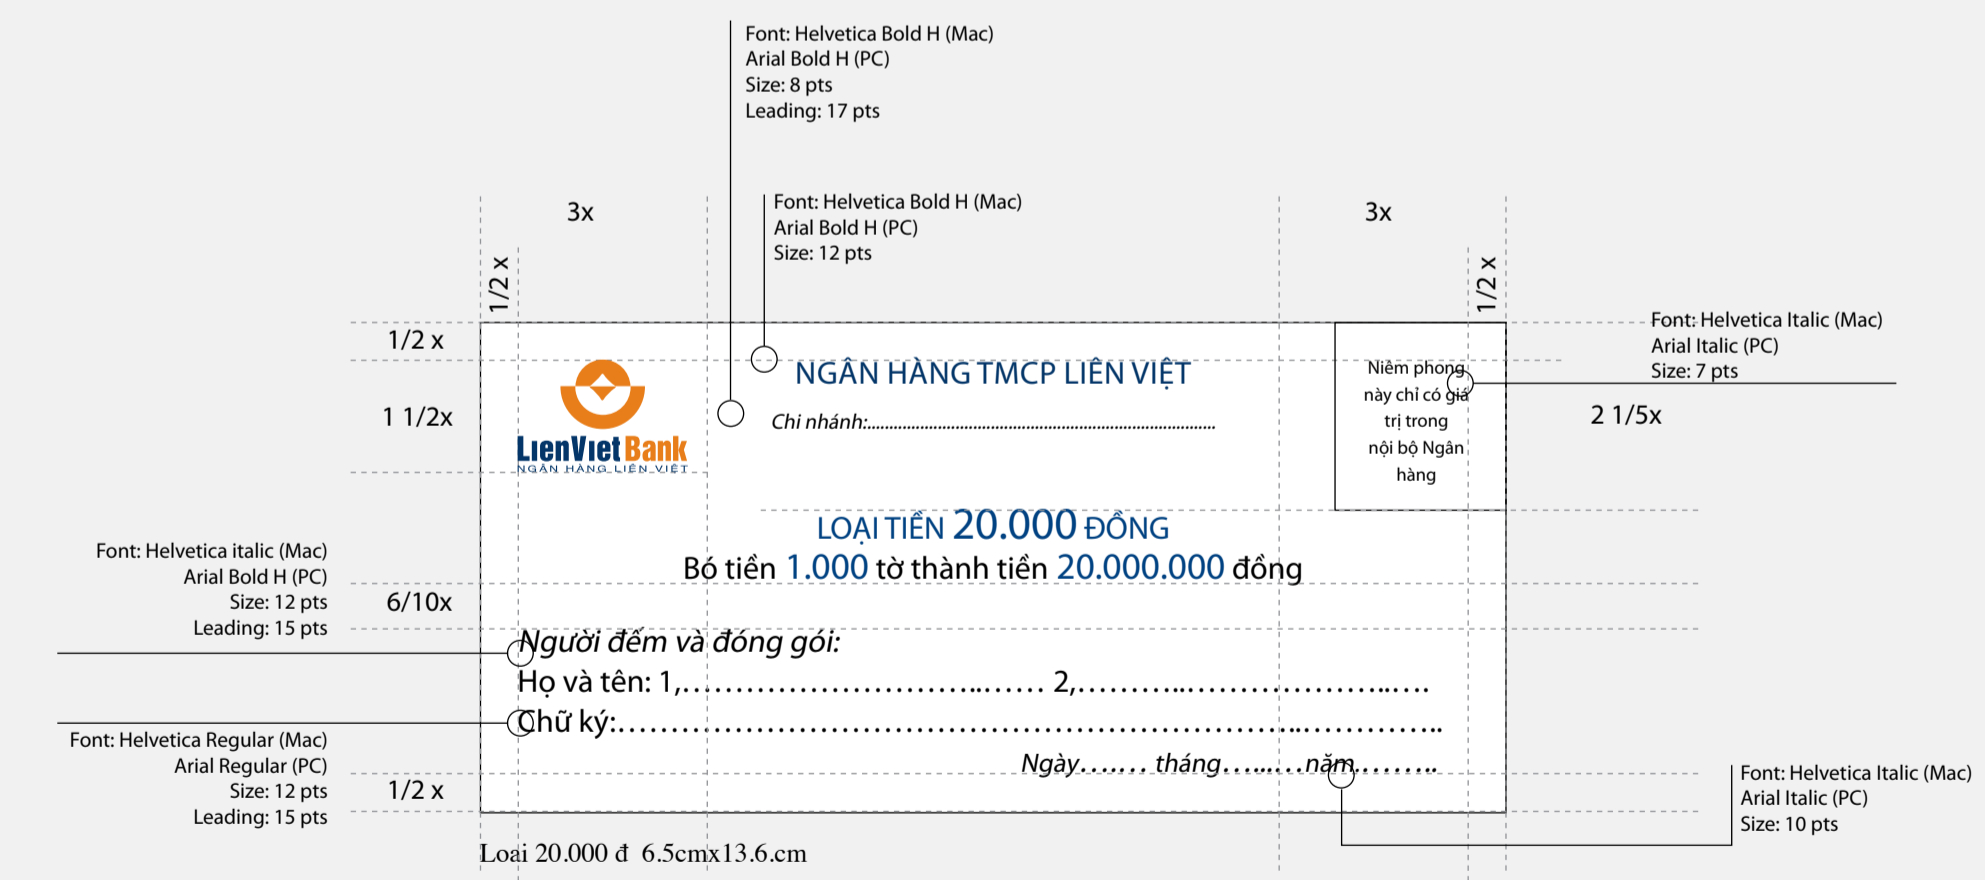 Font: Helvetica Bold H (Mac)
Arial Bold H (PC)
Size: 8 pts
Leading: 17 pts
Font: Helvetica Bold H (Mac)
Arial Bold H (PC)
Size: 12 pts
3x
3x
1/2 x
1/2 x
1/2 x
1 1/2x
Font: Helvetica Italic (Mac)
Arial Italic (PC)
Size: 7 pts
2 1/5x
LienVietBank
NGÂN HÀNG LIÊN VIỆT
NGÂN HÀNG TMCP LIÊN VIỆT
Chi nhánh:...............................................................................
Niêm phong
này chỉ có giá
trị trong
nội bộ Ngân
hàng
LOẠI TIỀN 20.000 ĐỒNG
Bó tiền 1.000 tờ thành tiền 20.000.000 đồng
Font: Helvetica italic (Mac)
Arial Bold H (PC)
Size: 12 pts
Leading: 15 pts
6/10x
Người đếm và đóng gói:
Họ và tên: 1,………………………………...…… 2,………...…………………...….
Chữ ký:……………………………………………………………………...…………..
Ngày…….… tháng…...…năm………..
Font: Helvetica Regular (Mac)
Arial Regular (PC)
Size: 12 pts
Leading: 15 pts
1/2 x
Font: Helvetica Italic (Mac)
Arial Italic (PC)
Size: 10 pts
Loai 20.000 đ 6.5cmx13.6.cm